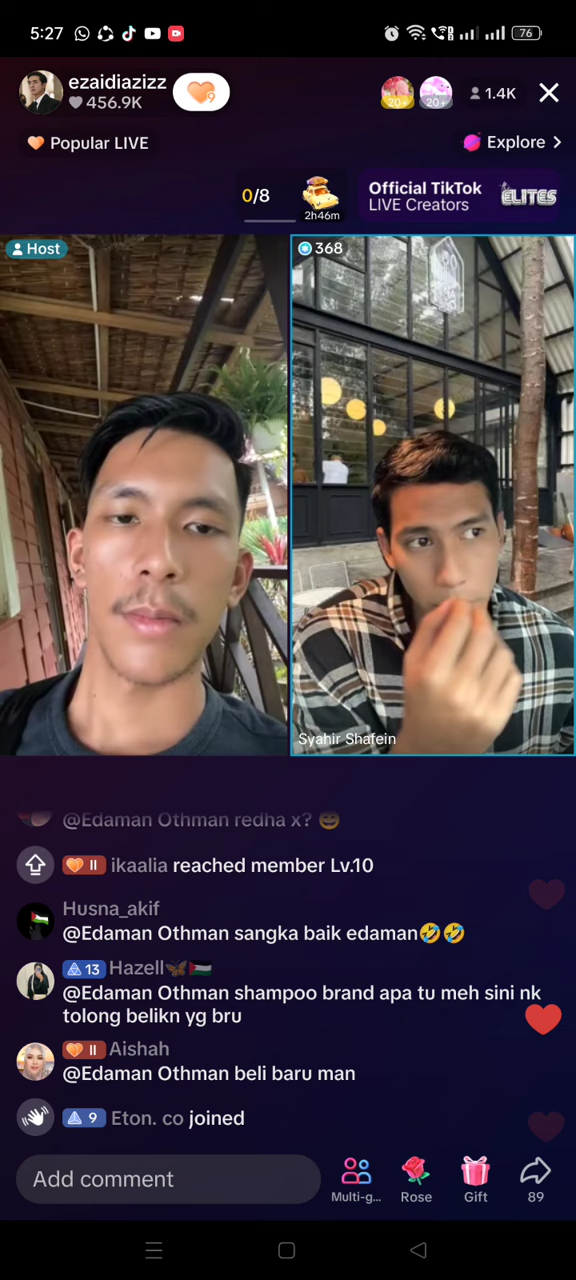 5:27
76
ezaidiazizz
456.9K
9
20+
20+
1.4K
Popular LIVE
Explore >
0/8
2h46m
Official TikTok
LIVE Creators
ELITES
Host
368
Syahir Shafein
@Edaman Othman redha x? 😄
II ikaalia reached member Lv.10
Husna_akif
@Edaman Othman sangka baik edaman🤣🤣
13 Hazell🦋🇵🇸
@Edaman Othman shampoo brand apa tu meh sini nk
tolong belikn yg bru
II Aishah
@Edaman Othman beli baru man
9 Eton. co joined
Add comment
Multi-g...
Rose
Gift
89